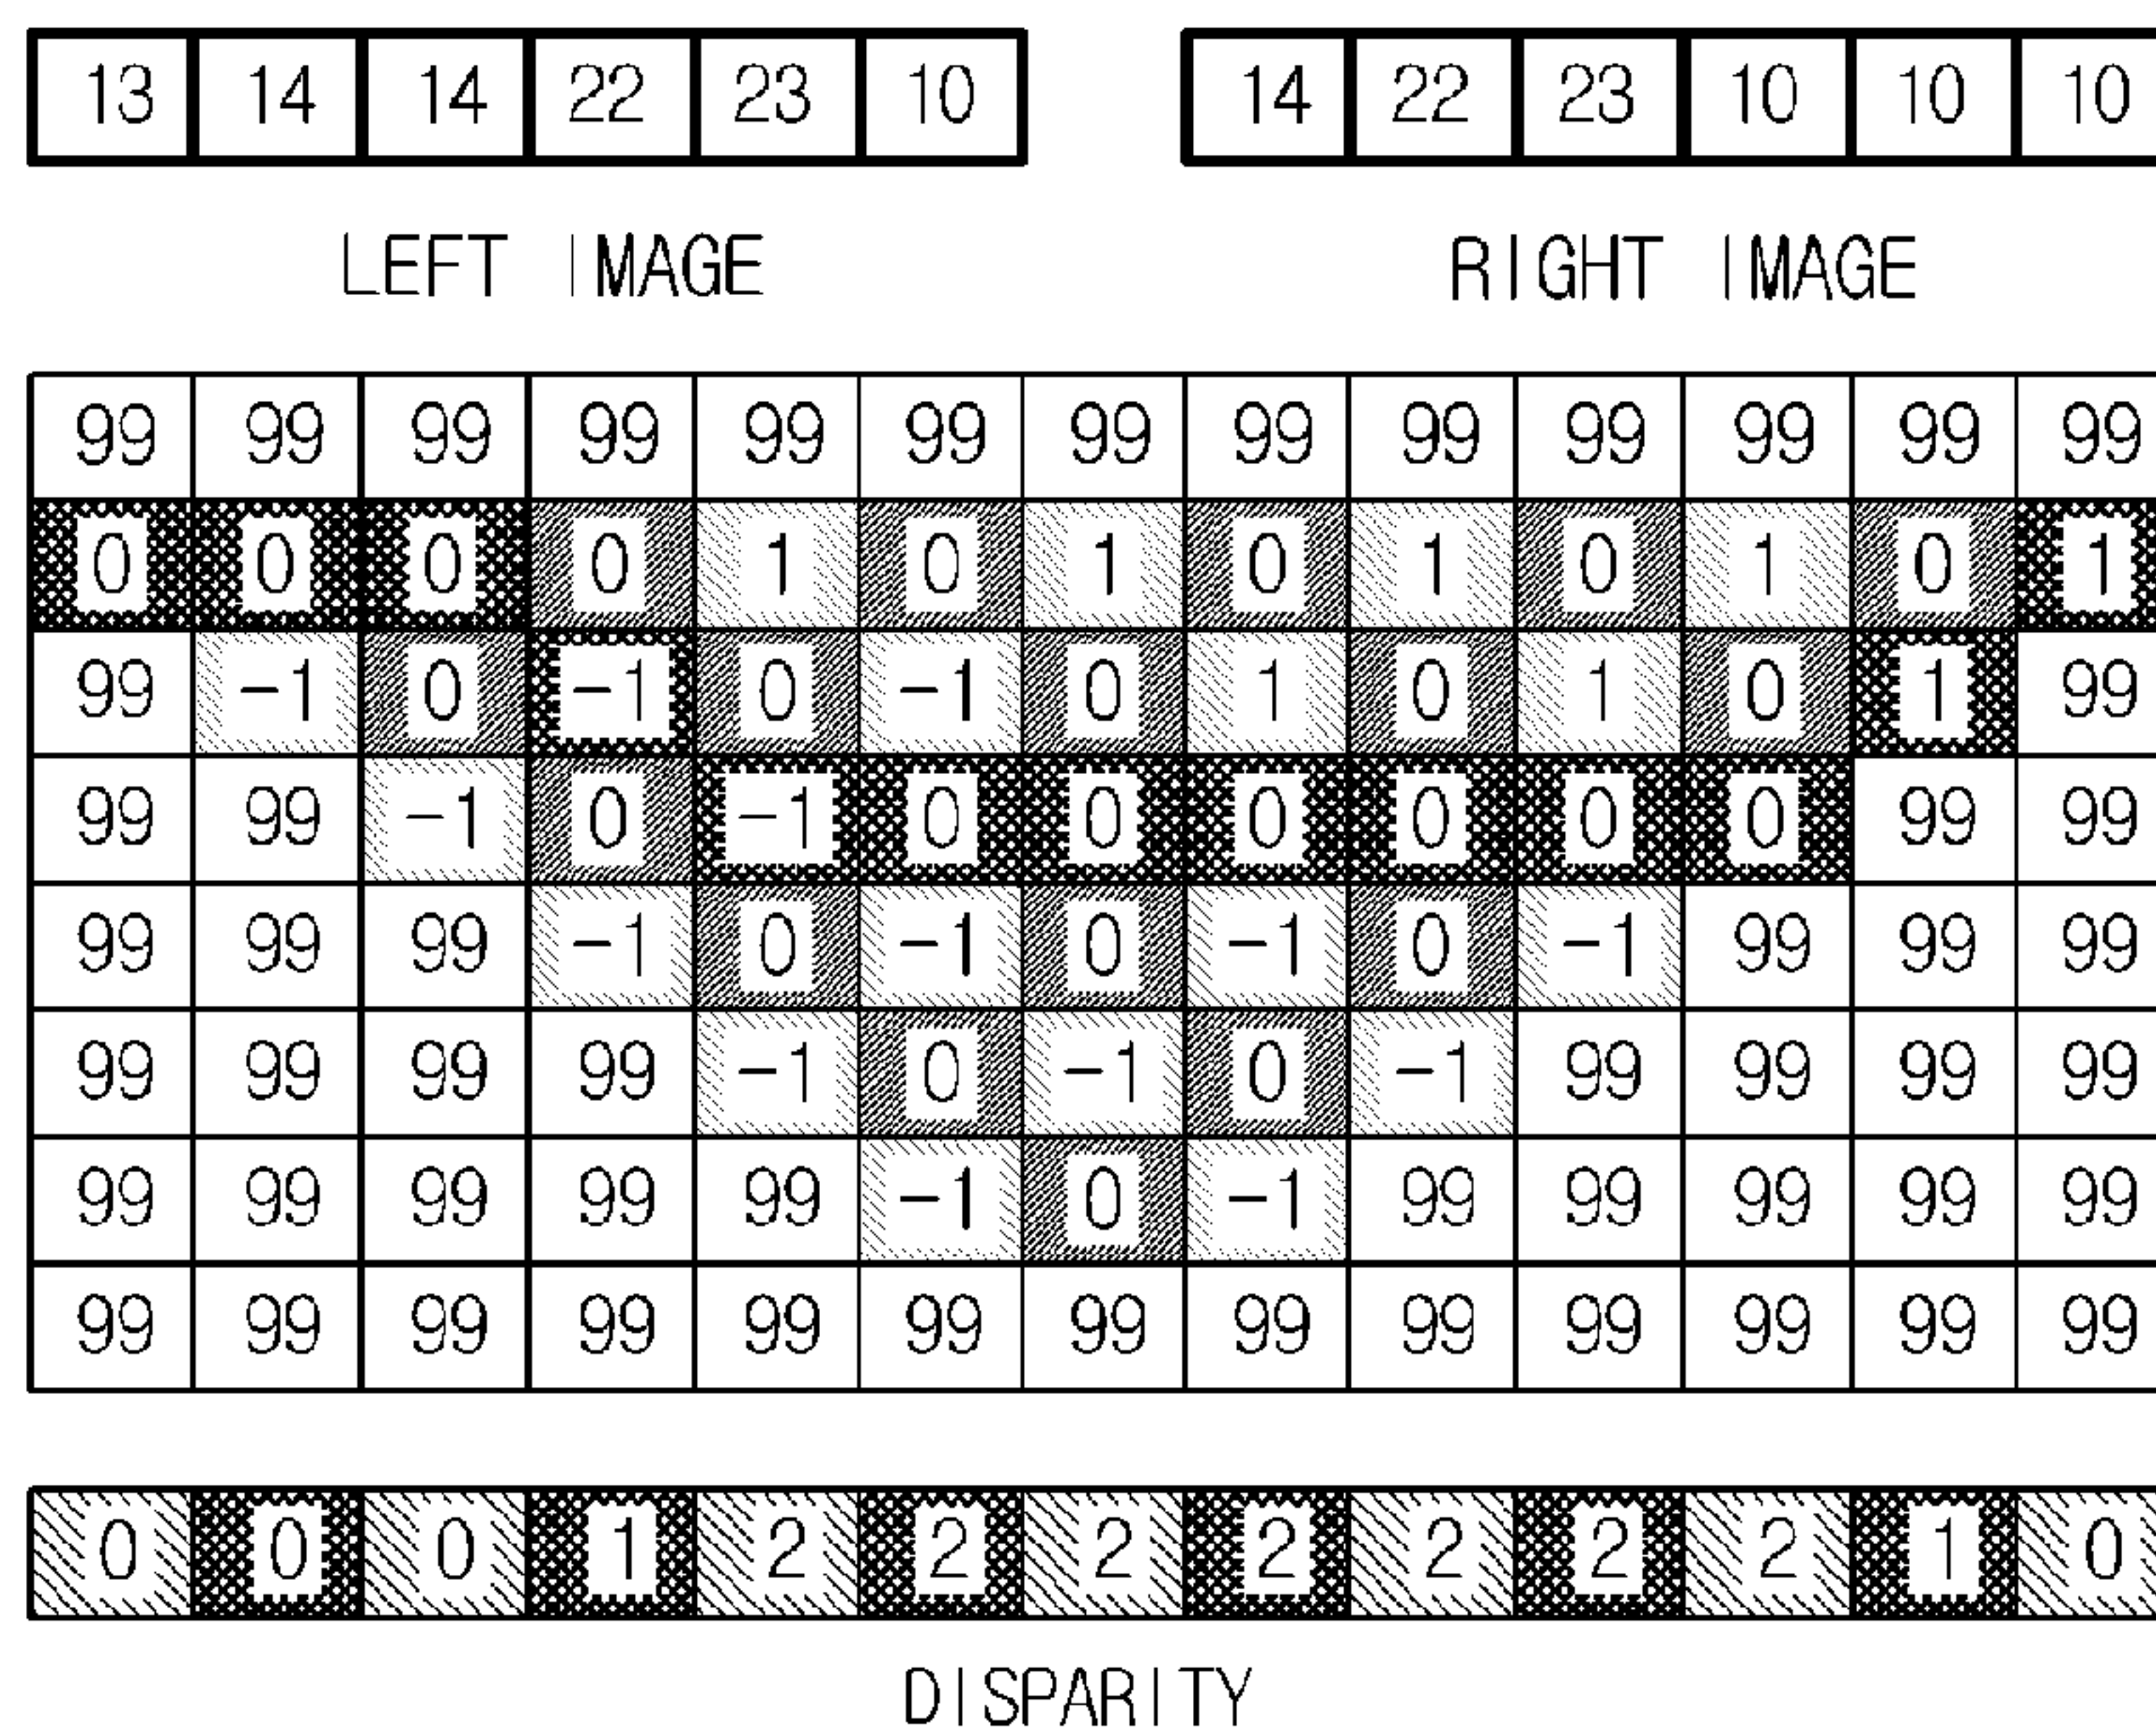 13 14 14 22 23 10 14 22 23 10 10 10
LEFT IMAGE RIGHT IMAGE
99 99 99 99 99 99 99 99 99 99 99 99 99
0 0 0 0 1 0 1 0 1 0 1 0 1
99 -1 0 -1 0 -1 0 1 0 1 0 1 99
99 99 -1 0 -1 0 0 0 0 0 0 99 99
99 99 99 -1 0 -1 0 -1 0 -1 99 99 99
99 99 99 99 -1 0 -1 0 -1 99 99 99 99
99 99 99 99 99 -1 0 -1 99 99 99 99 99
99 99 99 99 99 99 99 99 99 99 99 99 99
0 0 0 1 2 2 2 2 2 2 2 1 0
DISPARITY